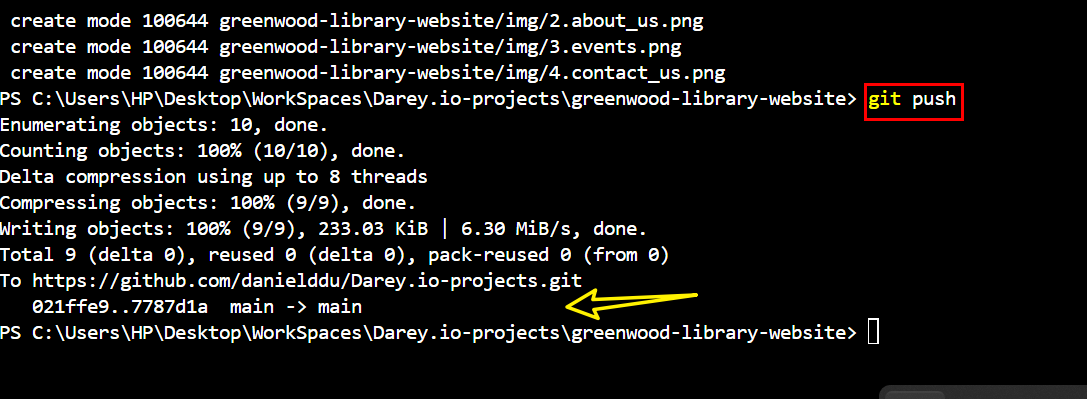 create mode 100644 greenwood-library-website/img/2.about_us.png
create mode 100644 greenwood-library-website/img/3.events.png
create mode 100644 greenwood-library-website/img/4.contact_us.png
PS C:\Users\HP\Desktop\WorkSpaces\Darey.io-projects\greenwood-library-website> git push
Enumerating objects: 10, done.
Counting objects: 100% (10/10), done.
Delta compression using up to 8 threads
Compressing objects: 100% (9/9), done.
Writing objects: 100% (9/9), 233.03 KiB | 6.30 MiB/s, done.
Total 9 (delta 0), reused 0 (delta 0), pack-reused 0 (from 0)
To https://github.com/danielddu/Darey.io-projects.git
   021ffe9..7787d1a  main -> main
PS C:\Users\HP\Desktop\WorkSpaces\Darey.io-projects\greenwood-library-website>